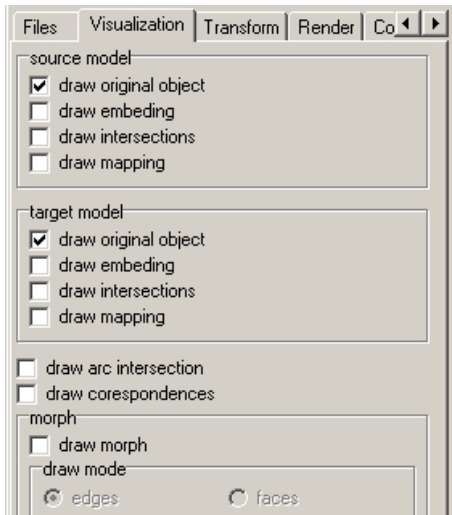 Files Visualization Transform Render Co
source model
draw original object
draw embeding
draw intersections
draw mapping
target model
draw original object
draw embeding
draw intersections
draw mapping
draw arc intersection
draw corespondences
morph
draw morph
draw mode
edges faces